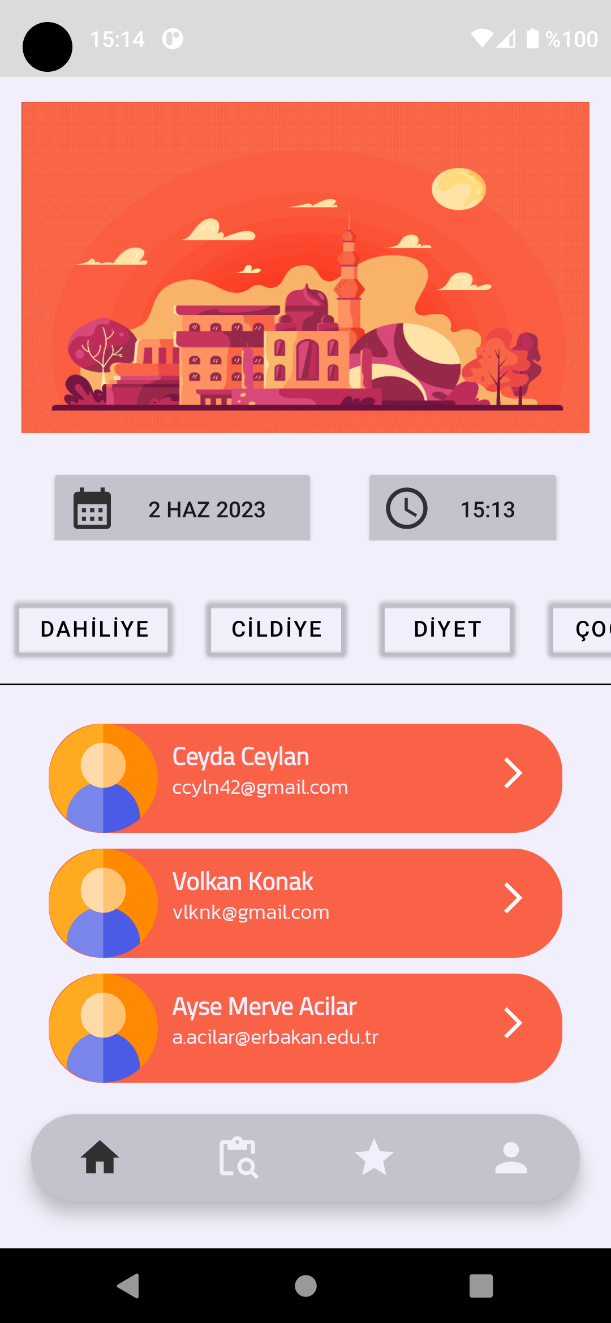 15:14 %100
2 HAZ 2023 15:13
DAHİLİYE CİLDİYE DİYET ÇO
Ceyda Ceylan
ccyln42@gmail.com
Volkan Konak
vlknk@gmail.com
Ayse Merve Acilar
a.acilar@erbakan.edu.tr